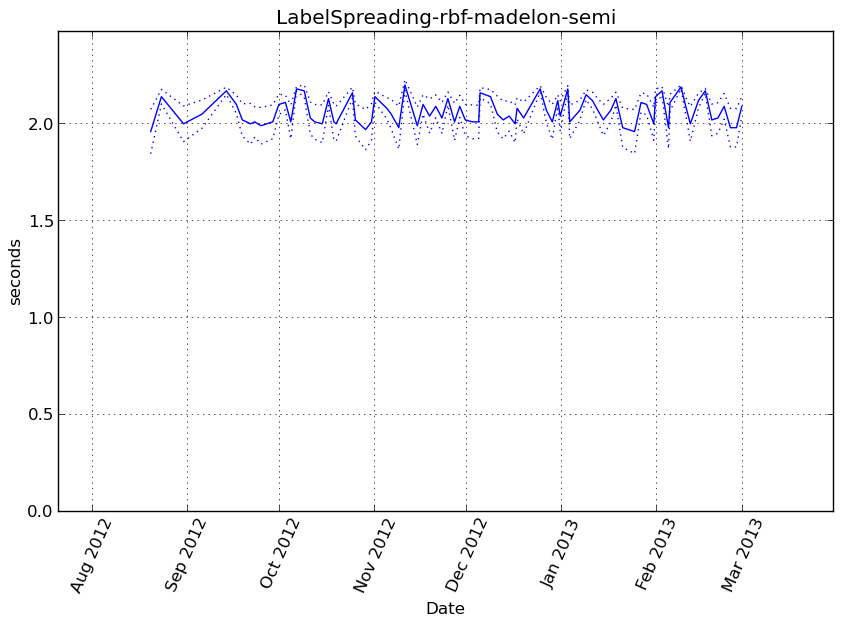 LabelSpreading-rbf-madelon-semi
2.0
1.5
1.0
0.5
0.0
seconds
Aug 2012
Sep 2012
Oct 2012
Nov 2012
Dec 2012
Jan 2013
Feb 2013
Mar 2013
Date